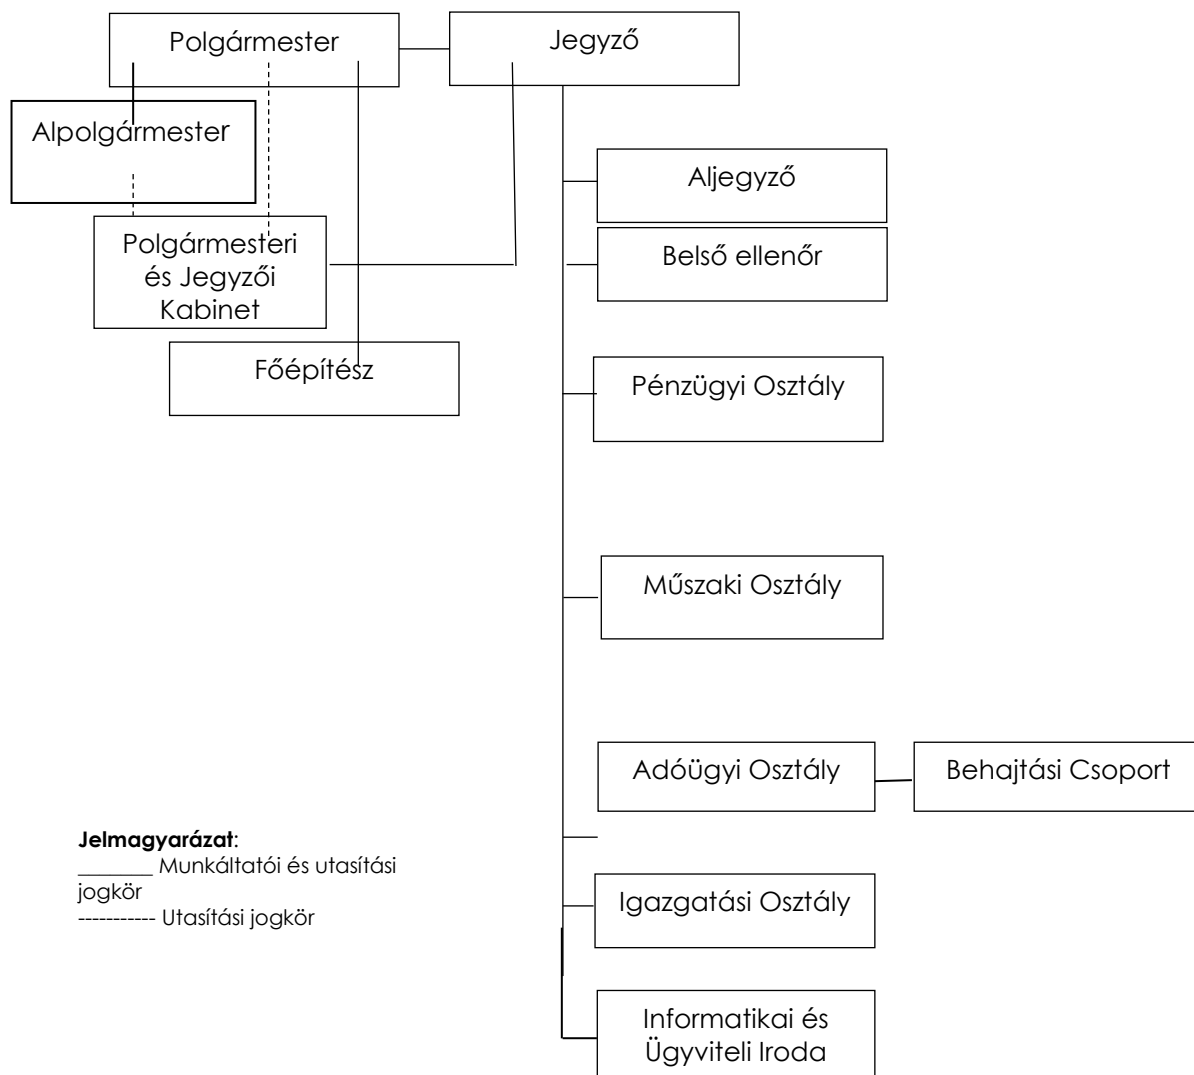 Polgármester
Jegyző
Alpolgármester
Aljegyző
Polgármesteri
és Jegyzői
Kabinet
Belső ellenőr
Főépítész
Pénzügyi Osztály
Műszaki Osztály
Adóügyi Osztály
Behajtási Csoport
Jelmagyarázat:
_______ Munkáltatói és utasítási
jogkör
----------- Utasítási jogkör
Igazgatási Osztály
Informatikai és
Ügyviteli Iroda